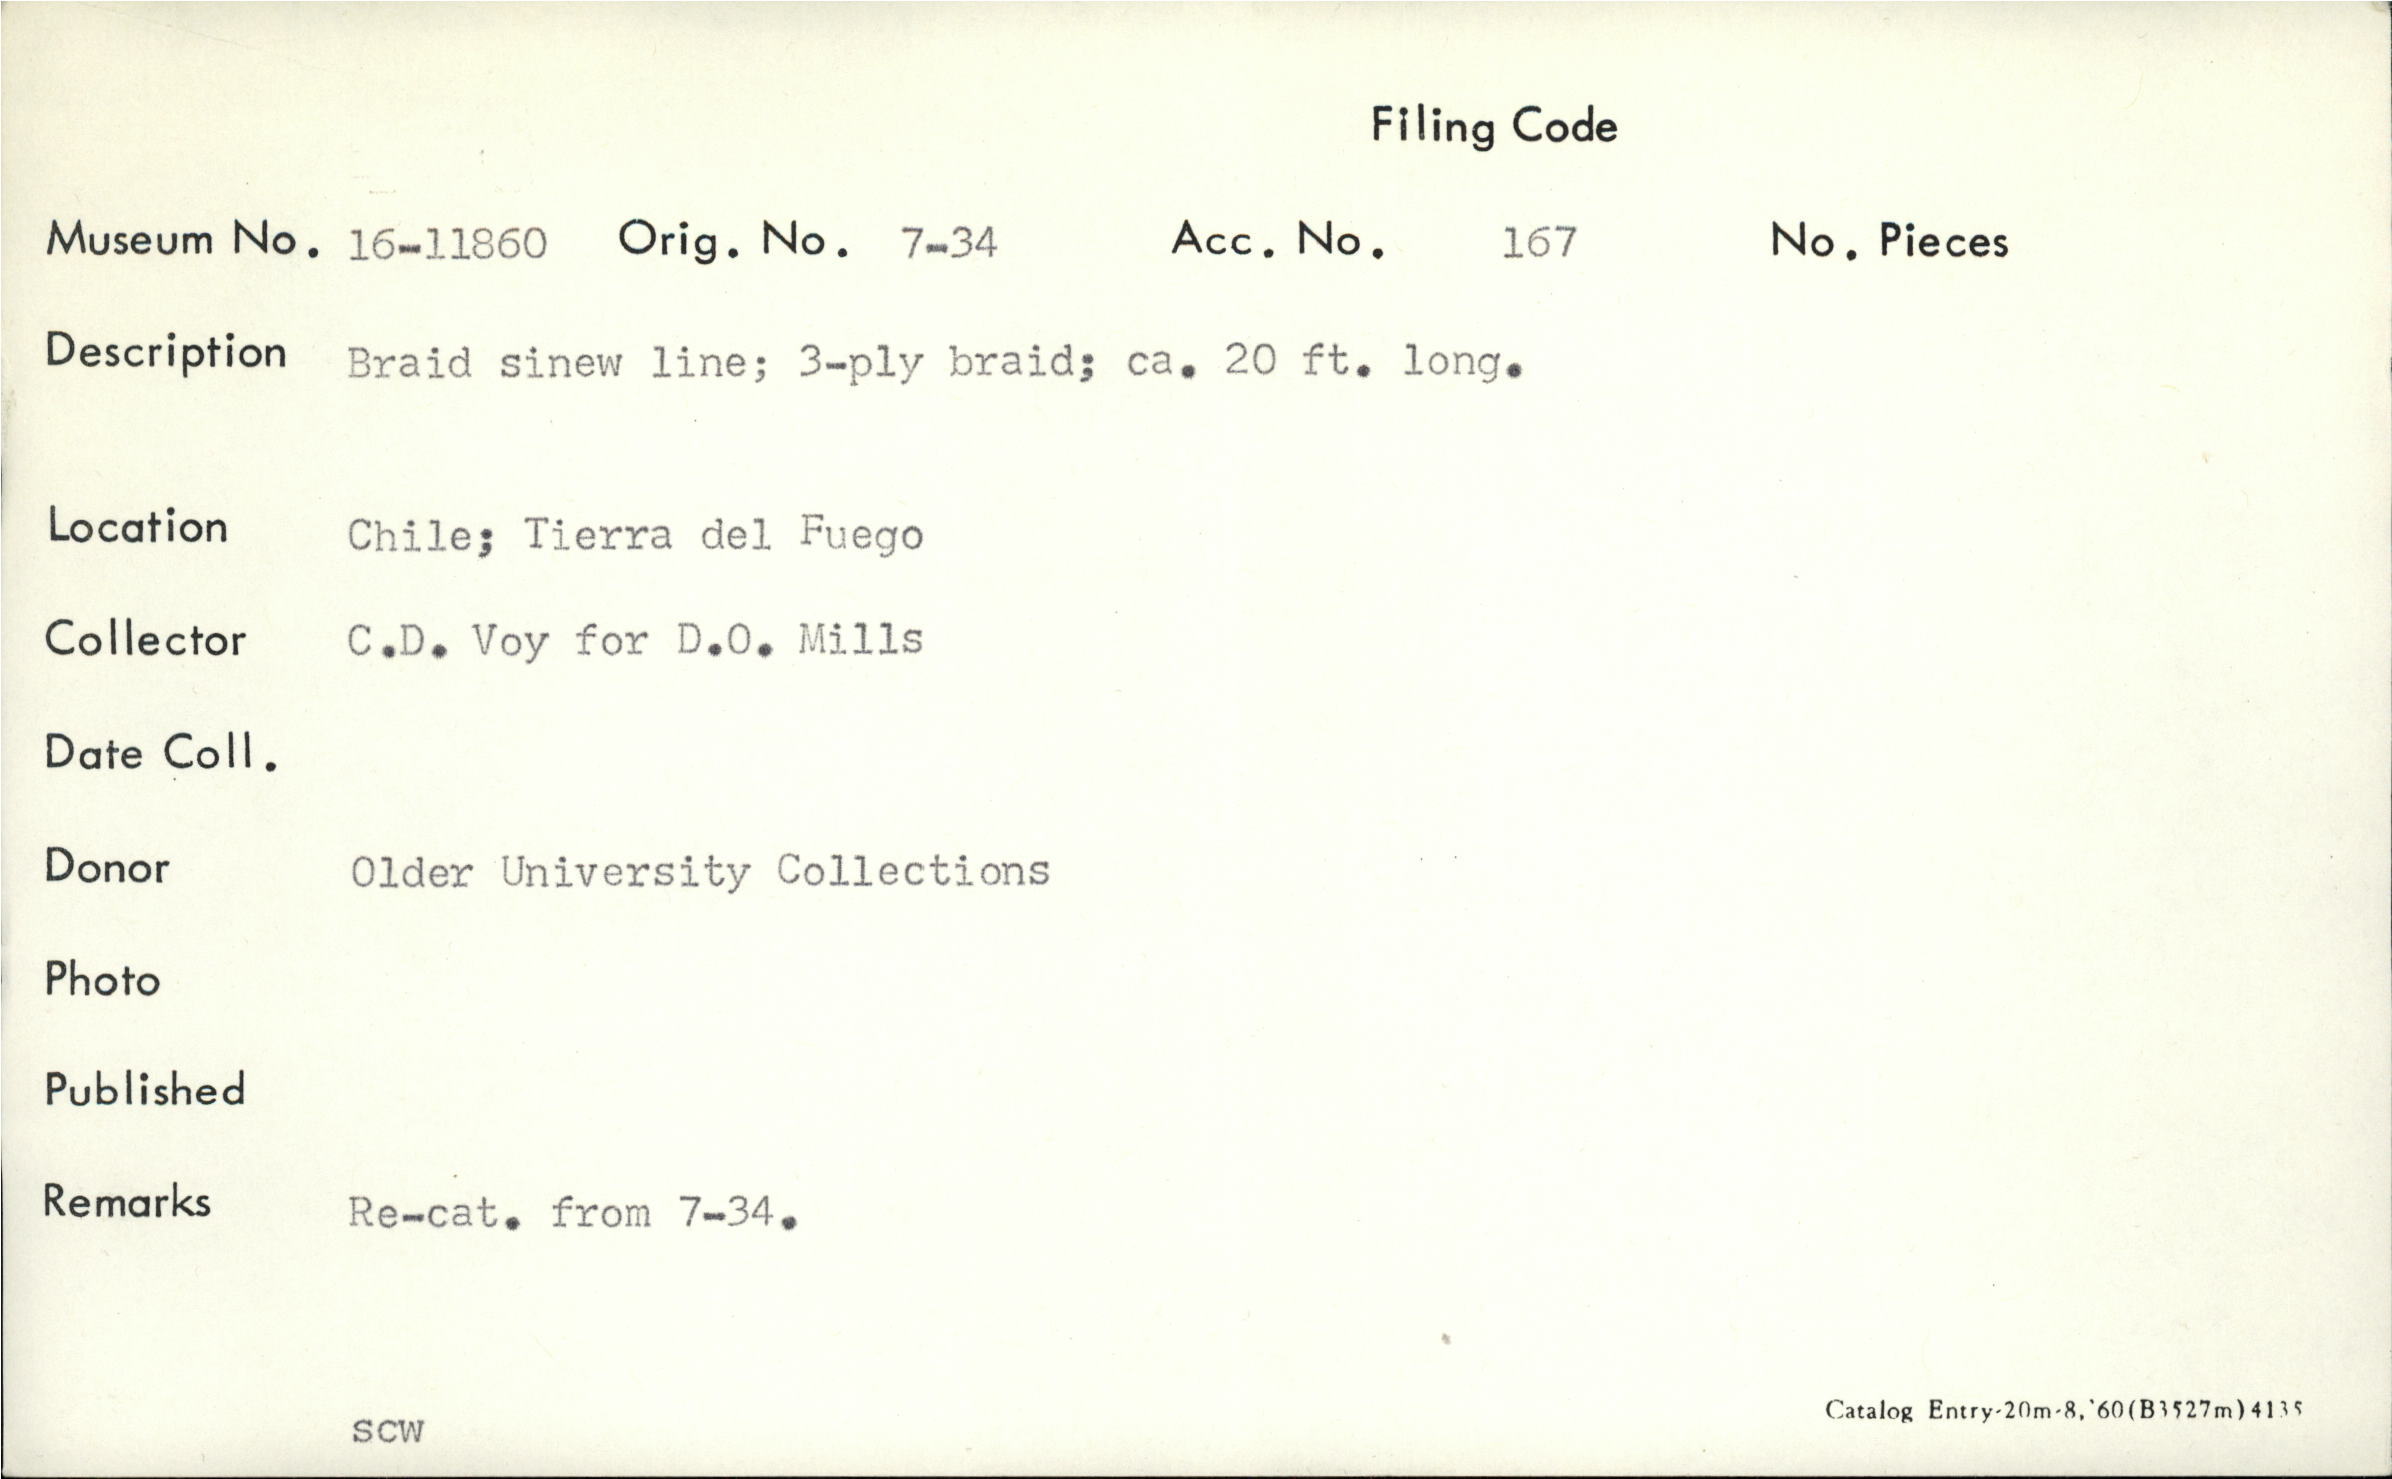 Filing Code
Museum No. 16-11860 Orig. No. 7-34 Acc. No. 167 No. Pieces
Description Braid sinew line; 3-ply braid; ca. 20 ft. long.
Location Chile; Tierra del Fuego
Collector C.D. Voy for D.O. Mills
Date Coll.
Donor Older University Collections
Photo
Published
Remarks Re-cat. from 7-34.
Catalog Entry-20m-8,'60(B3527m)4135
SCW